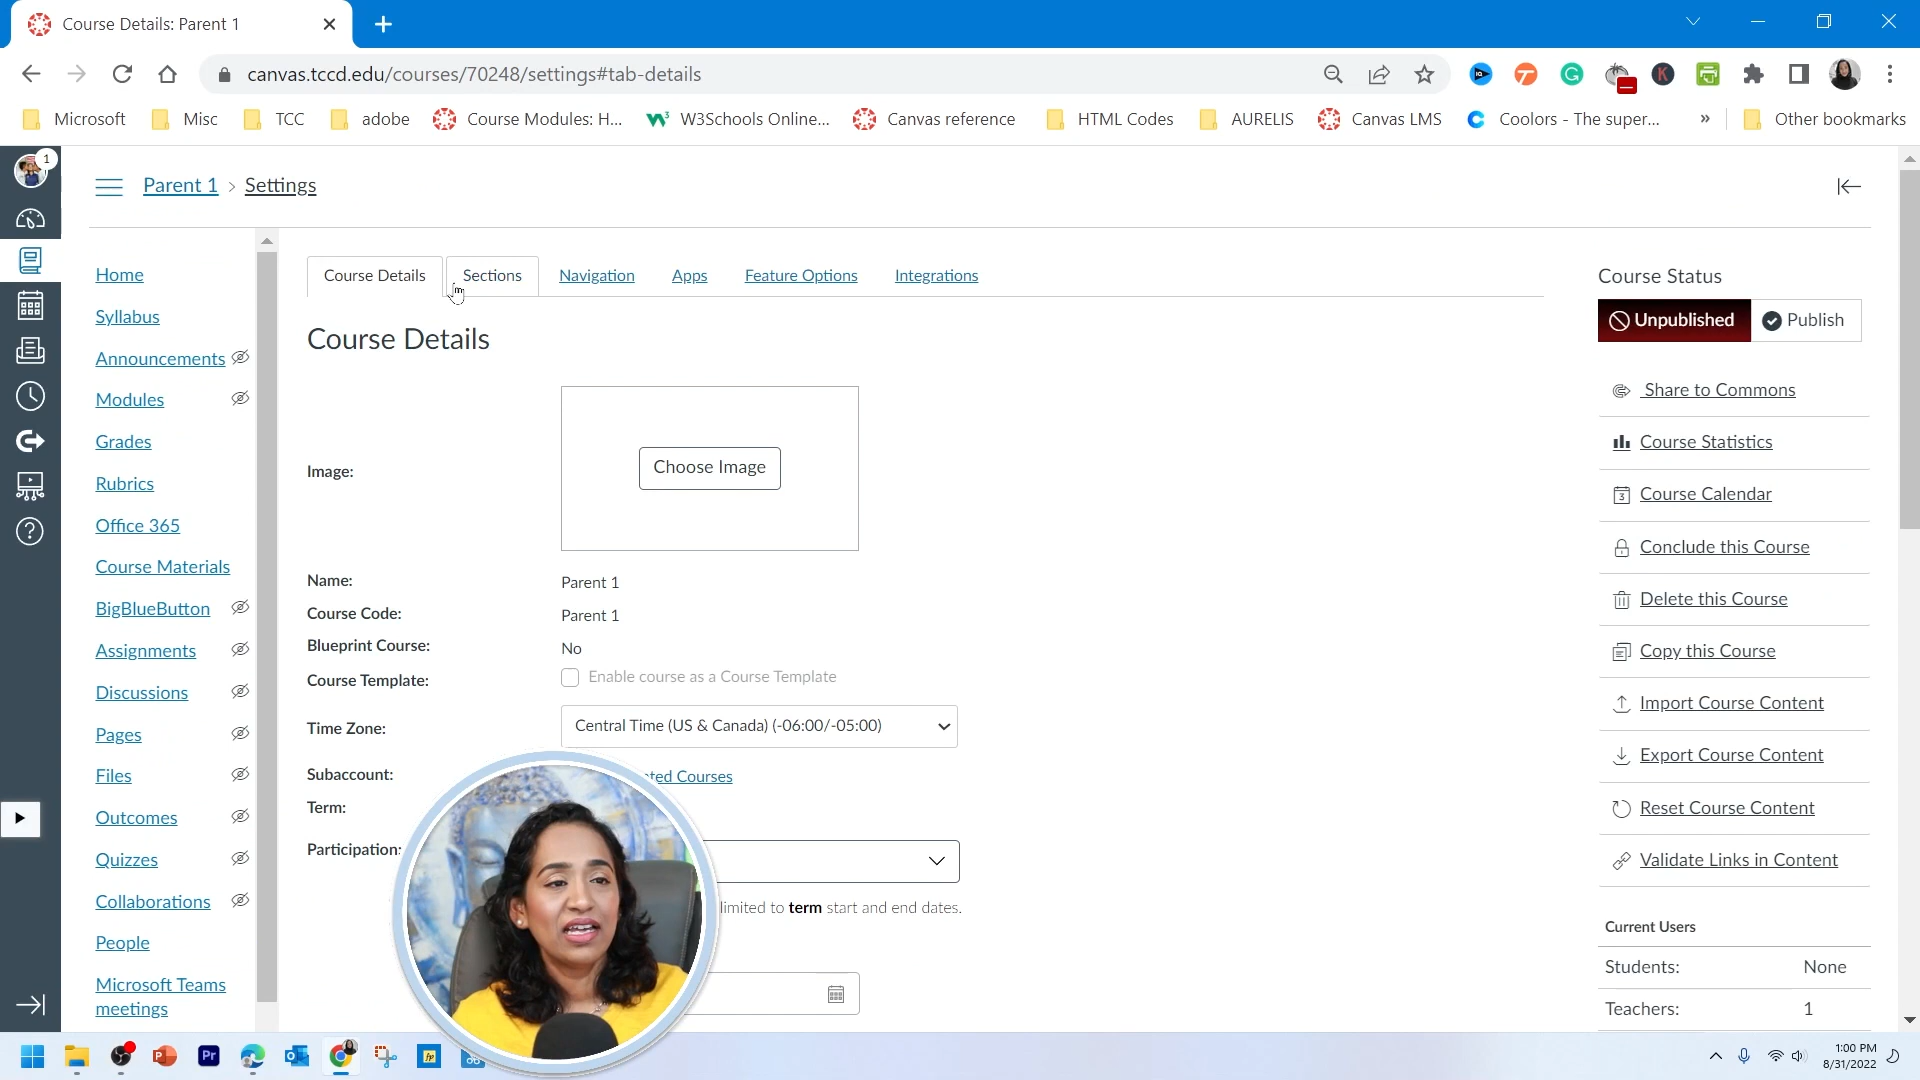 Course Details: Parent 1
canvas.tccd.edu/courses/70248/settings#tab-details
Microsoft
Misc
TCC
adobe
Course Modules: H...
W3Schools Online...
Canvas reference
HTML Codes
AURELIS
Canvas LMS
Coolors - The super...
»
Other bookmarks
1
Parent 1 > Settings
Home
Syllabus
Announcements
Modules
Grades
Rubrics
Office 365
Course Materials
BigBlueButton
Assignments
Discussions
Pages
Files
Outcomes
Quizzes
Collaborations
People
Microsoft Teams
meetings
Course Details
Sections
Navigation
Apps
Feature Options
Integrations
Course Details
Image:
Choose Image
Name:
Parent 1
Course Code:
Parent 1
Blueprint Course:
No
Course Template:
Enable course as a Course Template
Time Zone:
Central Time (US & Canada) (-06:00/-05:00)
Subaccount:
Courses
Term:
Participation:
limited to term start and end dates.
Course Status
Unpublished
Publish
Share to Commons
Course Statistics
Course Calendar
Conclude this Course
Delete this Course
Copy this Course
Import Course Content
Export Course Content
Reset Course Content
Validate Links in Content
Current Users
Students: None
Teachers: 1
1:00 PM
8/31/2022